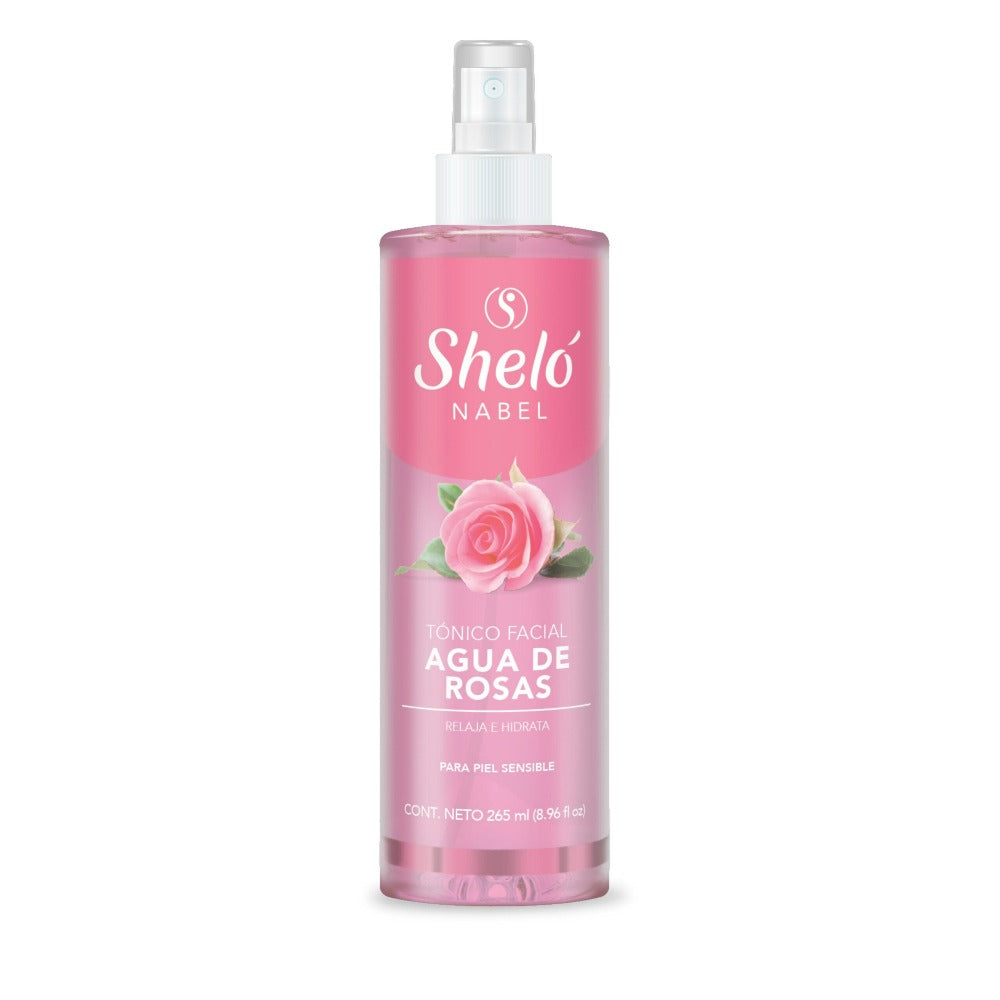 Sheló
NABEL
TÓNICO FACIAL
AGUA DE
ROSAS
RELAJA E HIDRATA
PARA PIEL SENSIBLE
CONT. NETO 265 ml (8.96 fl oz)